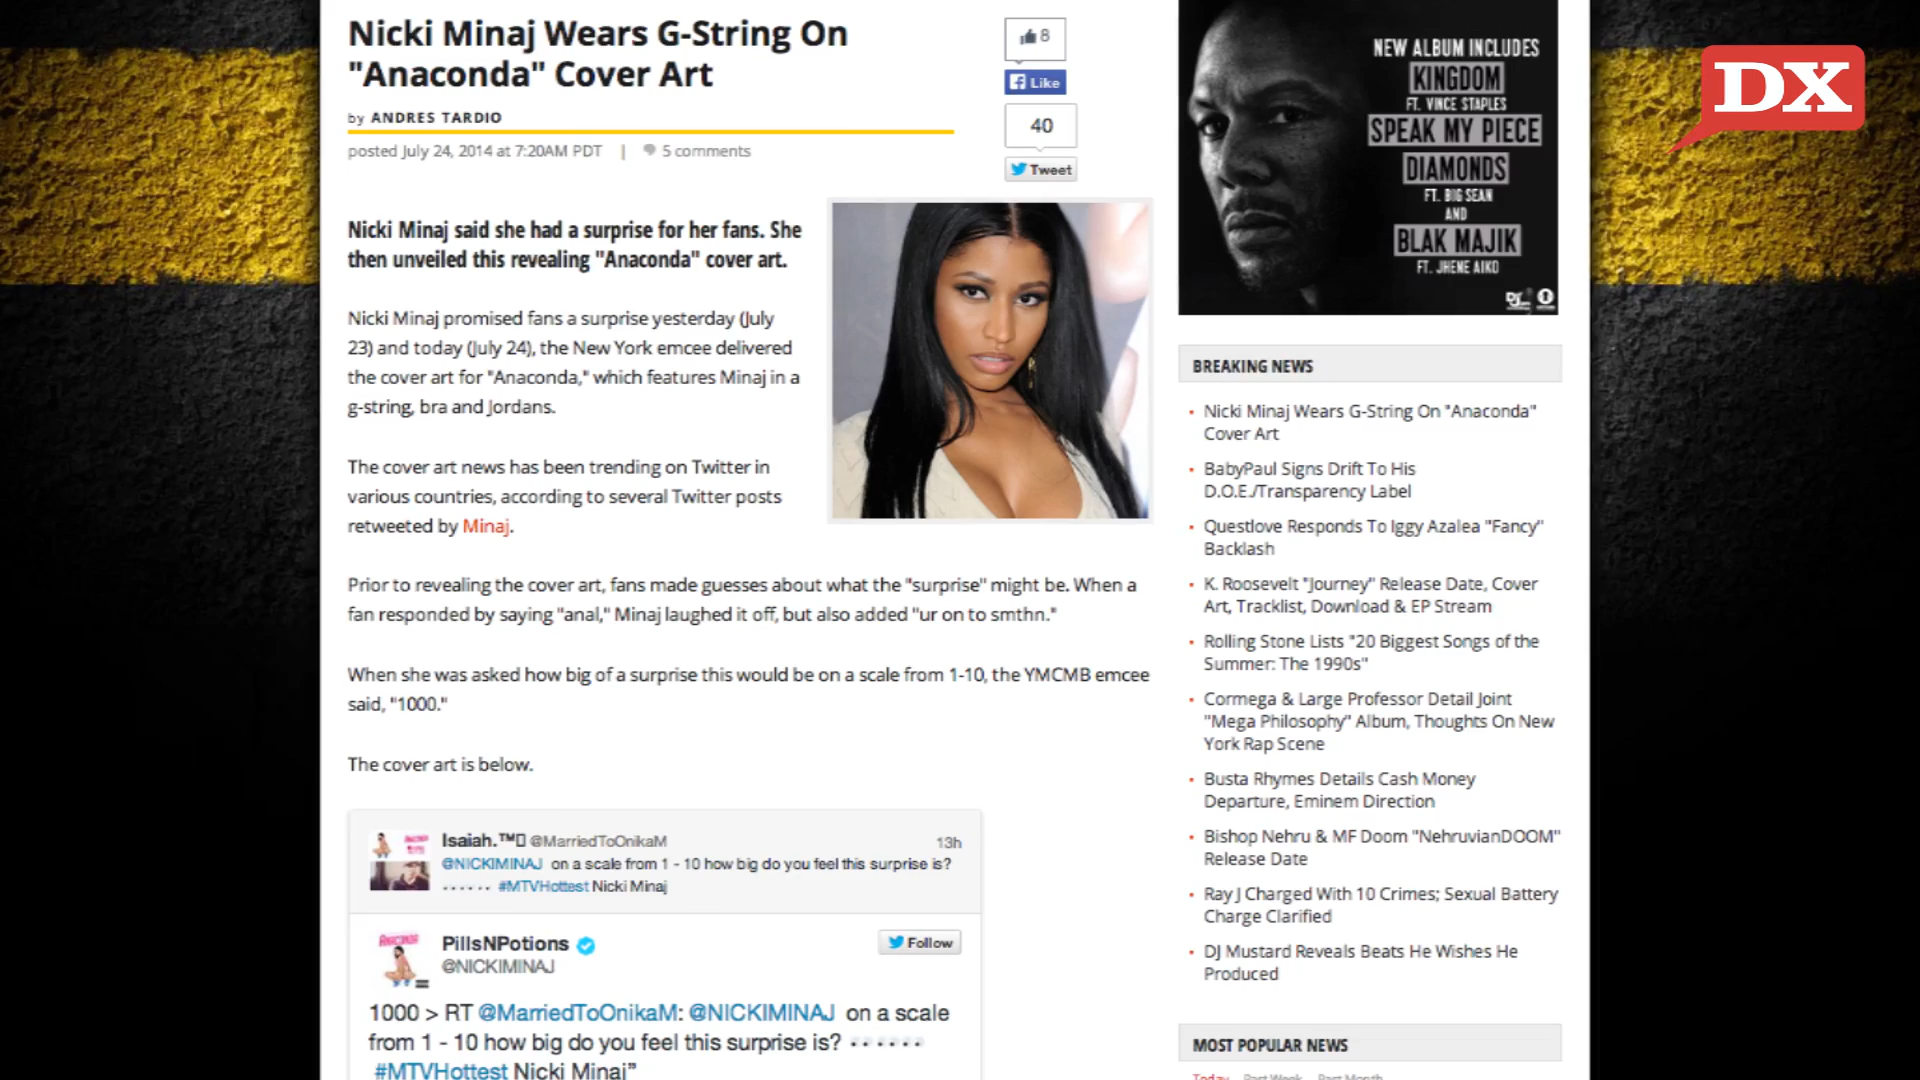 Nicki Minaj Wears G-String On
"Anaconda" Cover Art
by ANDRES TARDIO
posted July 24, 2014 at 7:20AM PDT | 5 comments
8
Like
40
Tweet
Nicki Minaj said she had a surprise for her fans. She
then unveiled this revealing "Anaconda" cover art.
Nicki Minaj promised fans a surprise yesterday (July
23) and today (July 24), the New York emcee delivered
the cover art for "Anaconda," which features Minaj in a
g-string, bra and Jordans.
The cover art news has been trending on Twitter in
various countries, according to several Twitter posts
retweeted by Minaj.
Prior to revealing the cover art, fans made guesses about what the "surprise" might be. When a
fan responded by saying "anal," Minaj laughed it off, but also added "ur on to smthn."
When she was asked how big of a surprise this would be on a scale from 1-10, the YMCMB emcee
said, "1000."
The cover art is below.
Isaiah.™ @MarriedToOnikaM 13h
@NICKIMINAJ on a scale from 1 - 10 how big do you feel this surprise is?
...... #MTVHottest Nicki Minaj
ANACONDA
PillsNPotions
@NICKIMINAJ
Follow
1000 > RT @MarriedToOnikaM: @NICKIMINAJ on a scale
from 1 - 10 how big do you feel this surprise is? ......
#MTVHottest Nicki Minaj”
NEW ALBUM INCLUDES
KINGDOM
FT. VINCE STAPLES
SPEAK MY PIECE
DIAMONDS
FT. BIG SEAN
AND
BLAK MAJIK
FT. JHENE AIKO
DX
BREAKING NEWS
Nicki Minaj Wears G-String On "Anaconda"
Cover Art
BabyPaul Signs Drift To His
D.O.E./Transparency Label
Questlove Responds To Iggy Azalea "Fancy"
Backlash
K. Roosevelt "Journey" Release Date, Cover
Art, Tracklist, Download & EP Stream
Rolling Stone Lists "20 Biggest Songs of the
Summer: The 1990s"
Cormega & Large Professor Detail Joint
"Mega Philosophy" Album, Thoughts On New
York Rap Scene
Busta Rhymes Details Cash Money
Departure, Eminem Direction
Bishop Nehru & MF Doom "NehruvianDOOM"
Release Date
Ray J Charged With 10 Crimes; Sexual Battery
Charge Clarified
DJ Mustard Reveals Beats He Wishes He
Produced
MOST POPULAR NEWS
Today Past Week Past Month